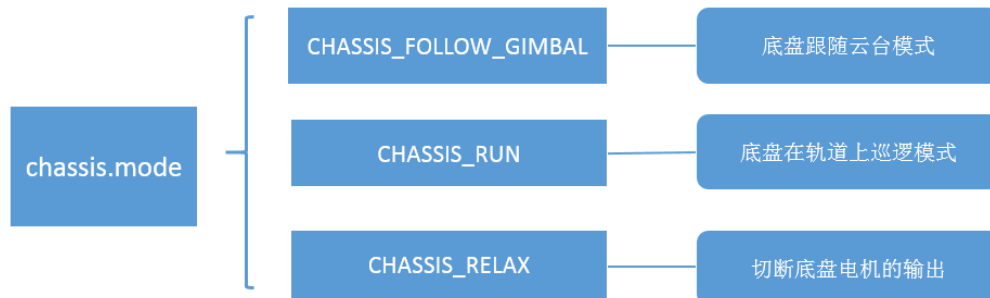 CHASSIS_FOLLOW_GIMBAL
底盘跟随云台模式
chassis.mode
CHASSIS_RUN
底盘在轨道上巡逻模式
CHASSIS_RELAX
切断底盘电机的输出